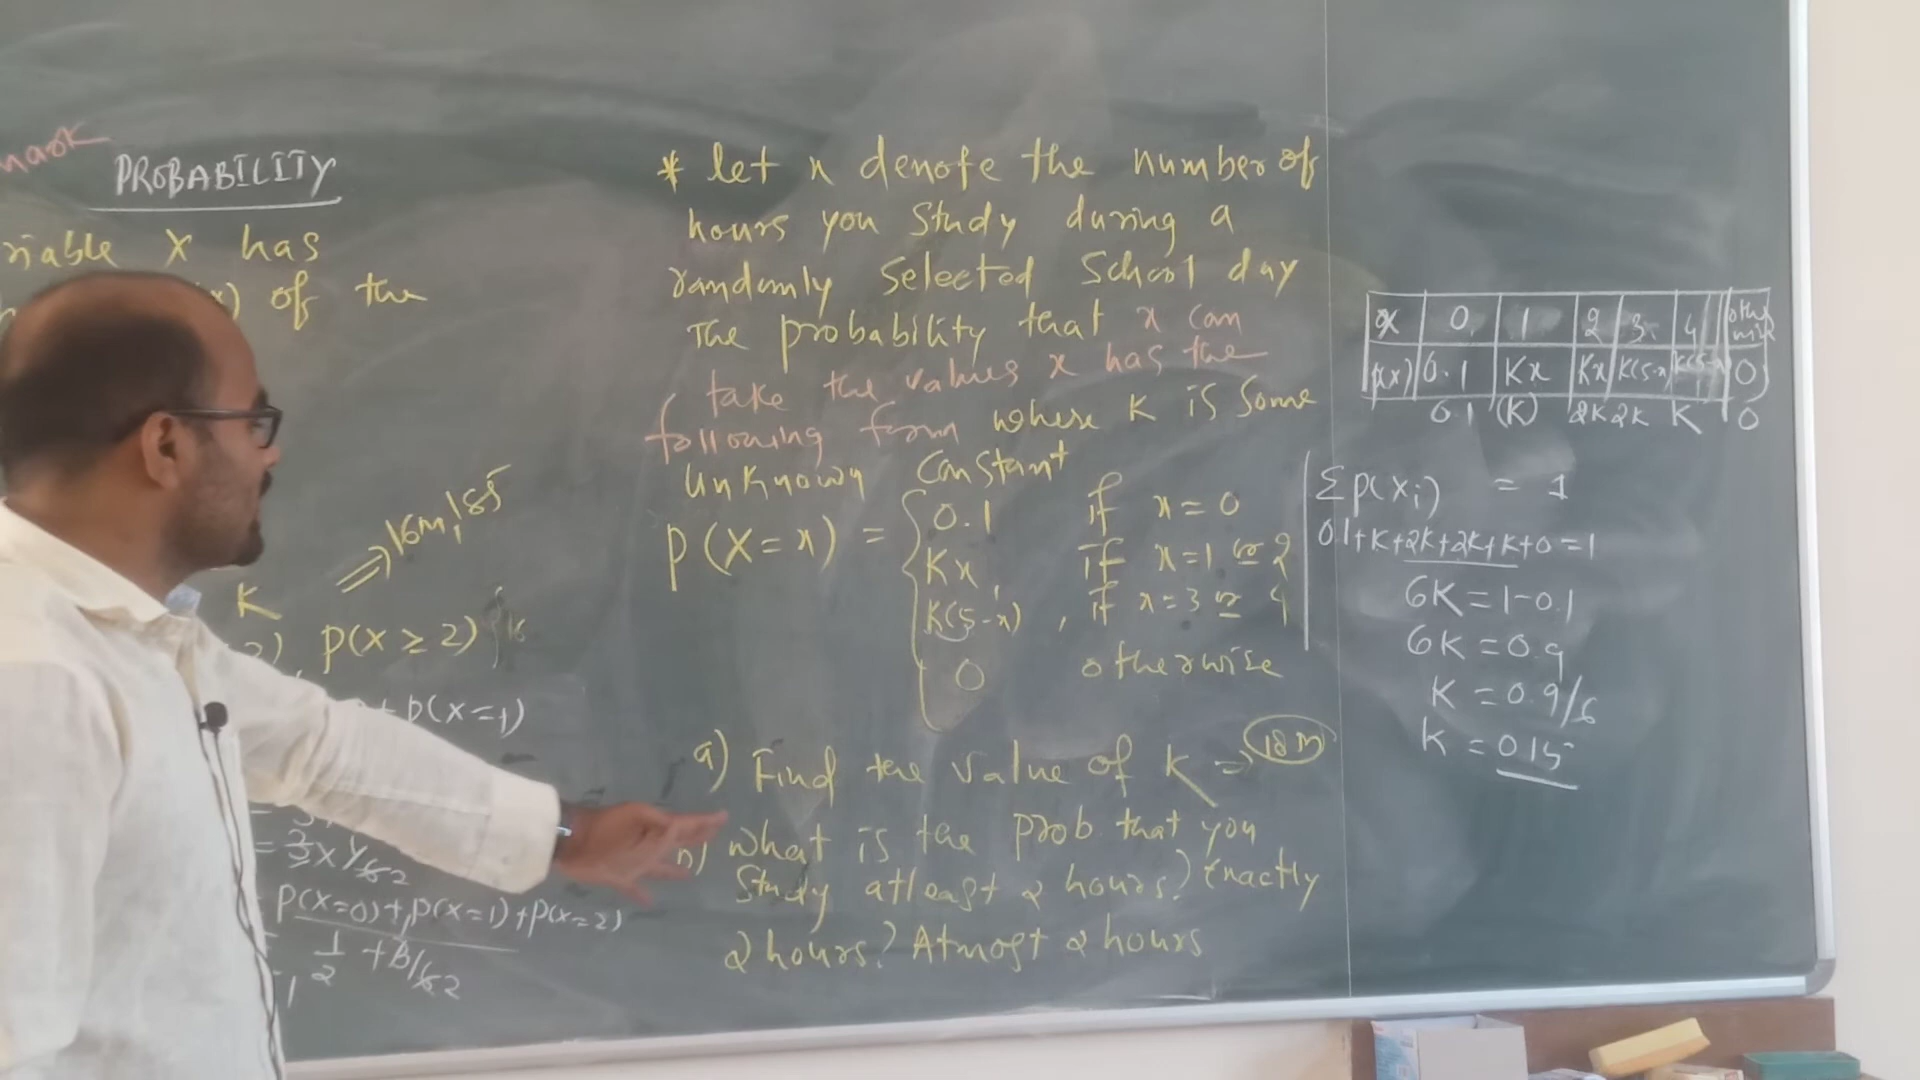 PROBABILITY
X has
of the
K
⇒ 16m, 18s
P(X ≥ 2)
P(X=1)
P(X=0)+P(X=1)+P(X=2)
* let x denote the number of
hours you study during a
randomly selected school day
The probability that x can
take the values x has the
following form where K is some
unknown constant
P(X=x) = { 0.1 if x=0
Kx, if x=1 or 2
K(5-x), if x=3 or 4
0 otherwise
a) Find the value of K ⇒ 18m
what is the prob. that you
Study atleast 2 hours? Exactly
2 hours? Atmost 2 hours
x 0 1 2 3 4
p(x) 0.1 Kx Kx K(5-x) K(5-x) 0
0.1 (K) 2K 2K K 0
Σp(xi) = 1
0.1+K+2K+2K+K+0=1
6K=1-0.1
6K=0.9
K=0.9/6
K=0.15